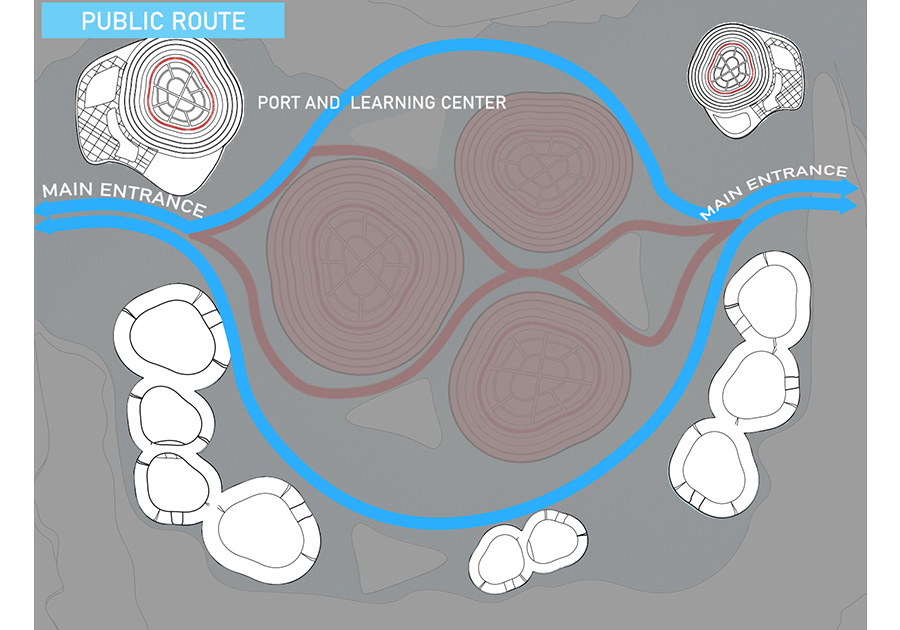 PUBLIC ROUTE
PORT AND LEARNING CENTER
MAIN ENTRANCE
MAIN ENTRANCE